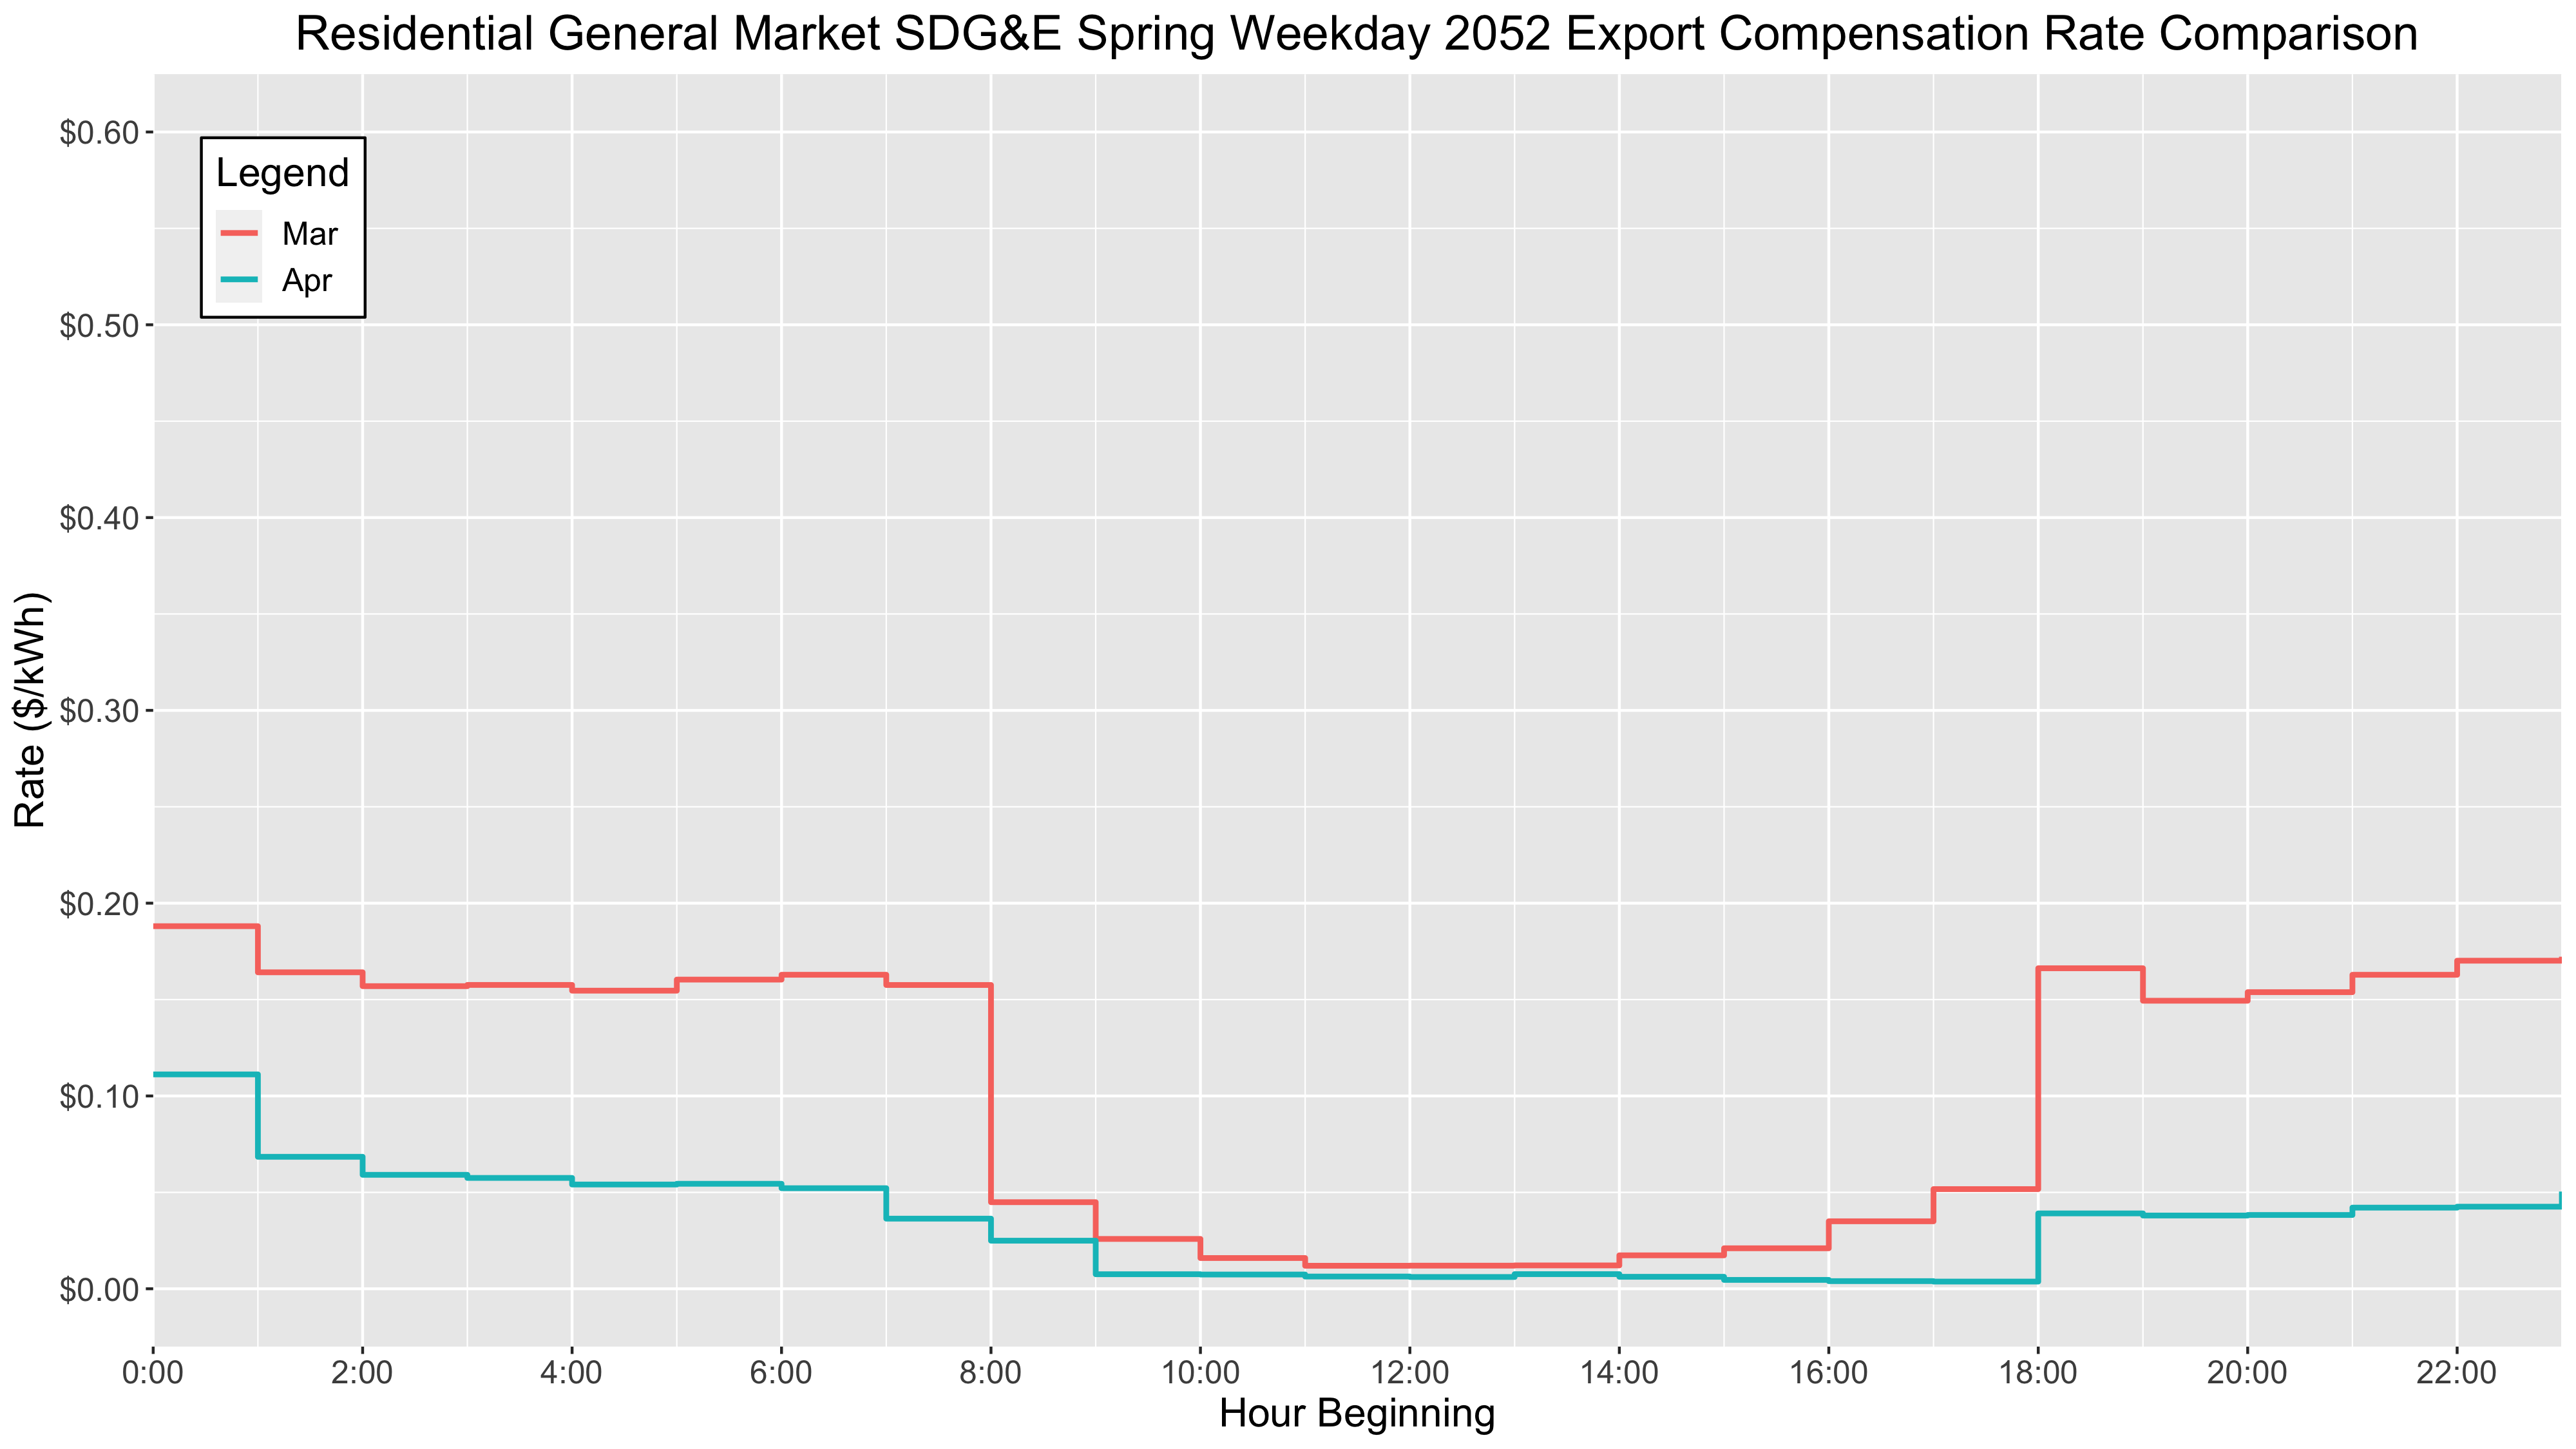 Residential General Market SDG&E Spring Weekday 2052 Export Compensation Rate Comparison
$0.60
$0.50
$0.40
$0.30
$0.20
$0.10
$0.00
Rate ($/kWh)
Legend
Mar
Apr
0:00 2:00 4:00 6:00 8:00 10:00 12:00 14:00 16:00 18:00 20:00 22:00
Hour Beginning